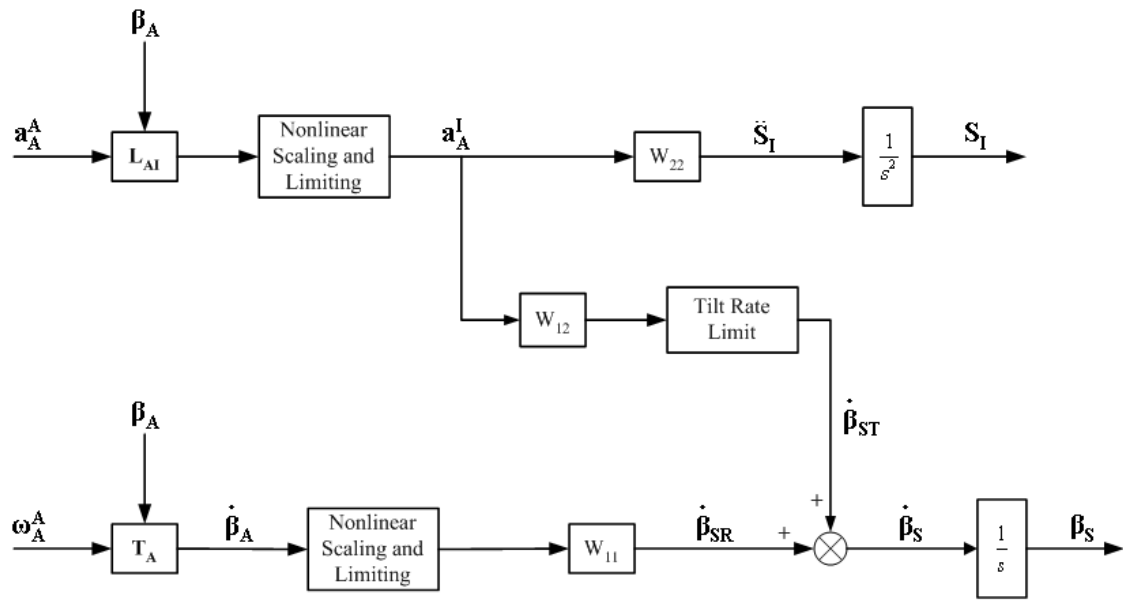 β_A
a_A^A
L_AI
Nonlinear
Scaling and
Limiting
a_A^I
W_22
S̈_I
1
s^2
S_I
W_12
Tilt Rate
Limit
β_A
β̇_ST
+
ω_A^A
T_A
β̇_A
Nonlinear
Scaling and
Limiting
W_11
β̇_SR
+
β̇_S
1
s
β_S